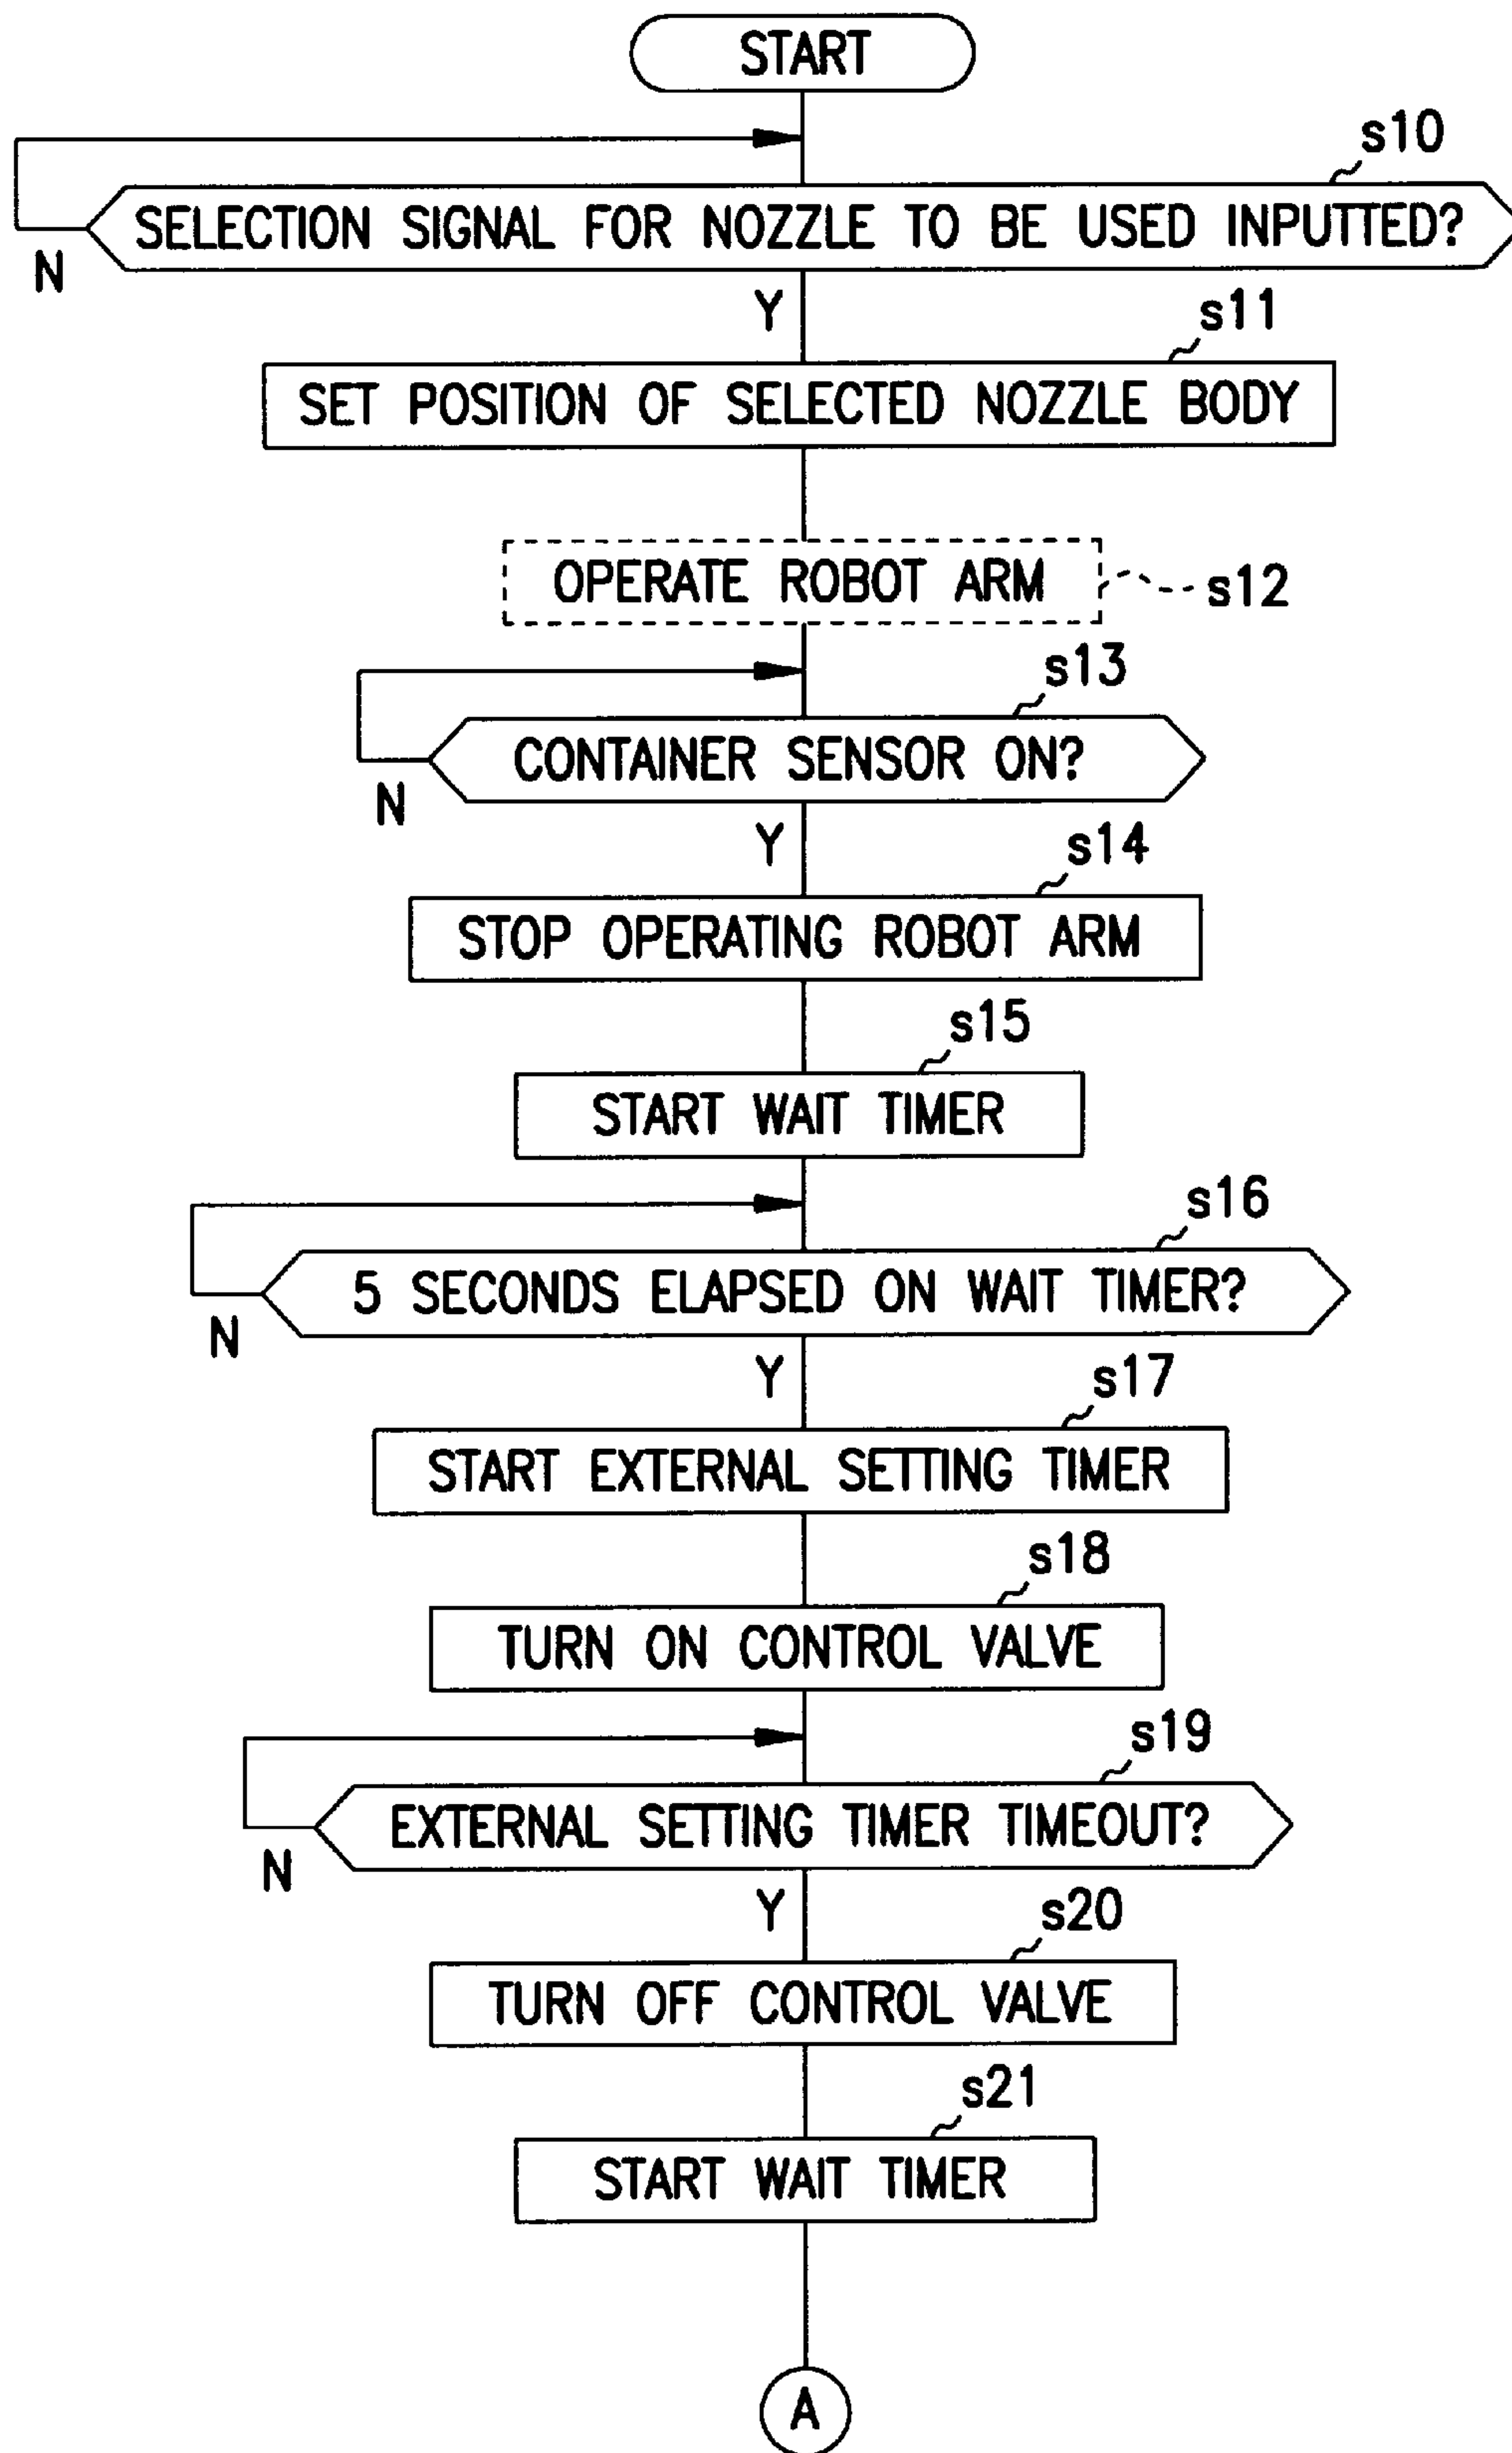 START
s10
SELECTION SIGNAL FOR NOZZLE TO BE USED INPUTTED?
N
Y
s11
SET POSITION OF SELECTED NOZZLE BODY
OPERATE ROBOT ARM
s12
s13
CONTAINER SENSOR ON?
N
Y
s14
STOP OPERATING ROBOT ARM
s15
START WAIT TIMER
s16
5 SECONDS ELAPSED ON WAIT TIMER?
N
Y
s17
START EXTERNAL SETTING TIMER
s18
TURN ON CONTROL VALVE
s19
EXTERNAL SETTING TIMER TIMEOUT?
N
Y
s20
TURN OFF CONTROL VALVE
s21
START WAIT TIMER
A